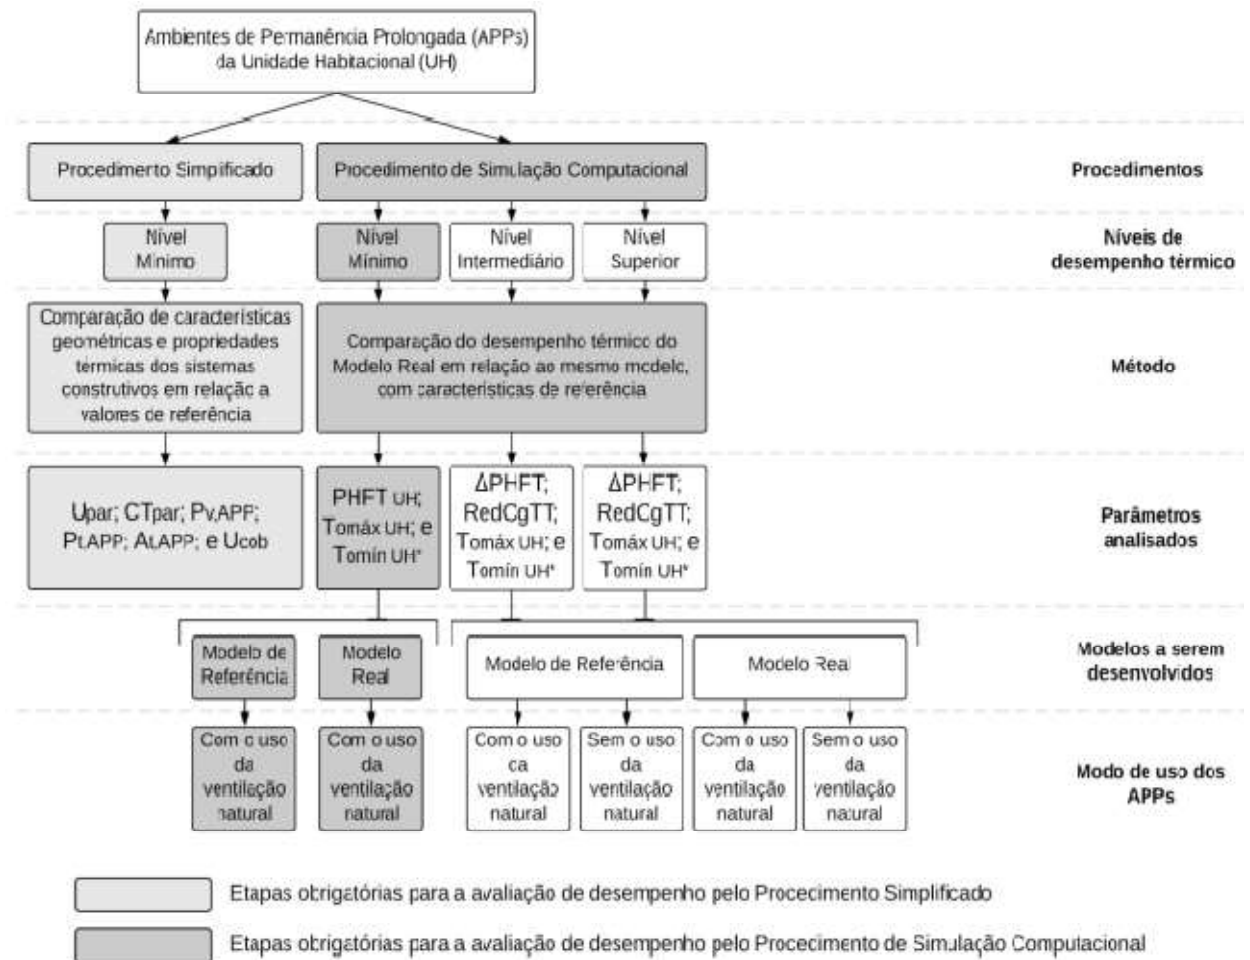 Ambientes de Permanência Prolongada (APPs)
da Unidade Habitacional (UH)
Procedimento Simplificado
Procedimento de Simulação Computacional
Procedimentos
Nível
Mínimo
Nível
Mínimo
Nível
Intermediário
Nível
Superior
Níveis de
desempenho térmico
Comparação de características
geométricas e propriedades
térmicas dos sistemas
construtivos em relação a
valores de referência
Comparação do desempenho térmico do
Modelo Real em relação ao mesmo modelo,
com características de referência
Método
Upar; CTpar; Pv,APP;
Pt,APP; At,APP; e Ucob
PHFT UH;
Tomáx UH; e
Tomín UH*
ΔPHFT;
RedCgTT;
Tomáx UH; e
Tomín UH*
ΔPHFT;
RedCgTT;
Tomáx UH; e
Tomín UH*
Parâmetros
analisados
Modelo de
Referência
Modelo
Real
Modelo de Referência
Modelo Real
Modelos a serem
desenvolvidos
Com o uso
da
ventilação
natural
Com o uso
da
ventilação
natural
Com o uso
da
ventilação
natural
Sem o uso
da
ventilação
natural
Com o uso
da
ventilação
natural
Sem o uso
da
ventilação
natural
Modo de uso dos
APPs
Etapas obrigatórias para a avaliação de desempenho pelo Procedimento Simplificado
Etapas obrigatórias para a avaliação de desempenho pelo Procedimento de Simulação Computacional